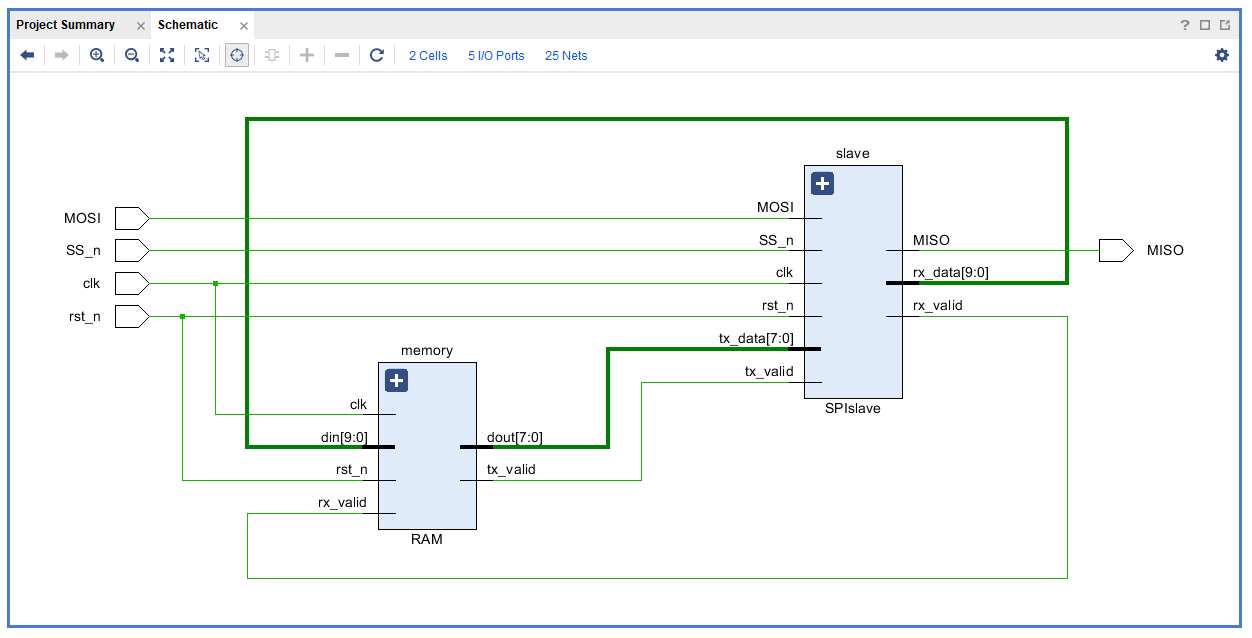 Project Summary × Schematic × ?
2 Cells 5 I/O Ports 25 Nets
slave
MOSI
SS_n
clk
rst_n
MOSI
SS_n
clk
rst_n
tx_data[7:0]
tx_valid
MISO
rx_data[9:0]
rx_valid
MISO
SPIslave
memory
clk
din[9:0]
rst_n
rx_valid
dout[7:0]
tx_valid
RAM